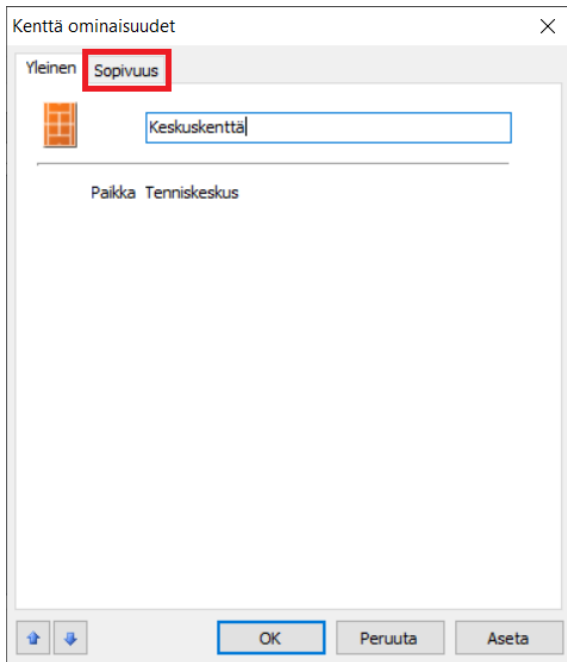 Kenttä ominaisuudet
Yleinen Sopivuus
Keskuskenttä
Paikka Tenniskeskus
OK Peruuta Aseta